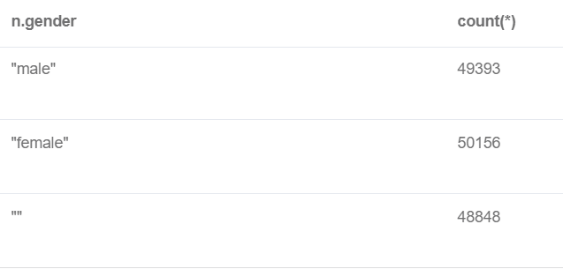 n.gender count(*)
"male" 49393
"female" 50156
"" 48848